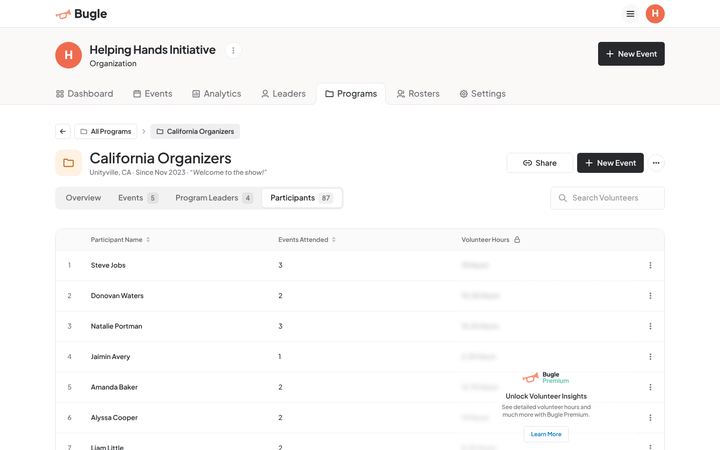 Bugle
H
H
Helping Hands Initiative
Organization
New Event
Dashboard Events Analytics Leaders Programs Rosters Settings
All Programs California Organizers
California Organizers
Unityville, CA · Since Nov 2023 · "Welcome to the show!"
Share New Event
Overview Events 5 Program Leaders 4 Participants 87
Search Volunteers
Participant Name Events Attended Volunteer Hours
1 Steve Jobs 3
2 Donovan Waters 2
3 Natalie Portman 3
4 Jaimin Avery 1
5 Amanda Baker 2
6 Alyssa Cooper 2
7 Liam Little 2
Bugle
Premium
Unlock Volunteer Insights
See detailed volunteer hours and
much more with Bugle Premium.
Learn More